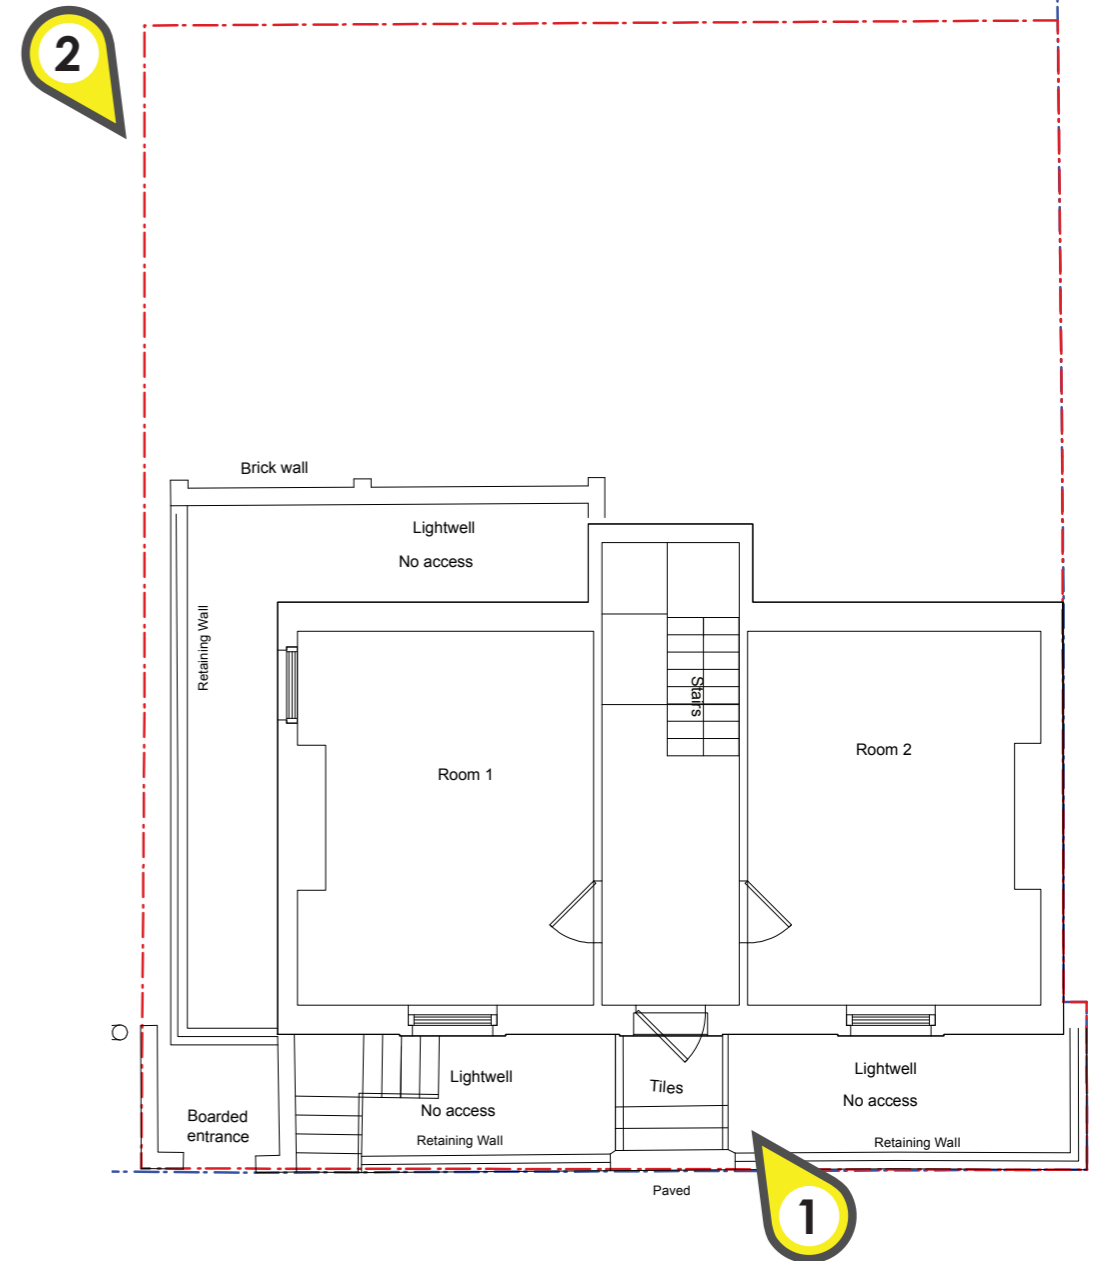 2
Brick wall
Lightwell
No access
Retaining Wall
Stairs
Room 1
Room 2
Lightwell
No access
Retaining Wall
Tiles
Lightwell
No access
Retaining Wall
Boarded
entrance
Paved
1